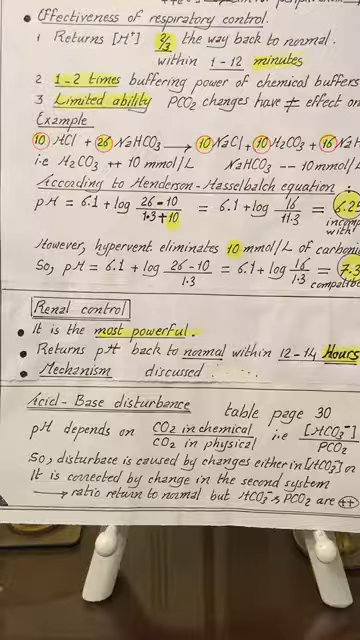 • Effectiveness of respiratory control.
1 Returns [H⁺] 2/3 the way back to normal.
within 1-12 minutes
2 1-2 times buffering power of chemical buffers
3 Limited ability PCO₂ changes have ± effect on
Example
10 HCl + 26 NaHCO₃ → 10 NaCl + 10 H₂CO₃ + 16 NaH
i.e H₂CO₃ ++ 10 mmol/L NaHCO₃ -- 10 mmol/L
According to Henderson-Hasselbalch equation
pH = 6.1 + log (26-10)/(1.3+10) = 6.1 + log 16/11.3 = 6.25
incomp
with
However, hypervent eliminates 10 mmol/L of carbonic
So, pH = 6.1 + log (26-10)/1.3 = 6.1 + log 16/1.3 = 7.3
compatible
Renal control
• It is the most powerful.
• Returns pH back to normal within 12-14 Hours
• Mechanism discussed ......
Acid-Base disturbance table page 30
pH depends on CO₂ in chemical/CO₂ in physical i.e [HCO₃⁻]/PCO₂
So, disturbace is caused by changes either in [HCO₃⁻] or
It is corrected by change in the second system
→ ratio return to normal but HCO₃⁻ & PCO₂ are ++